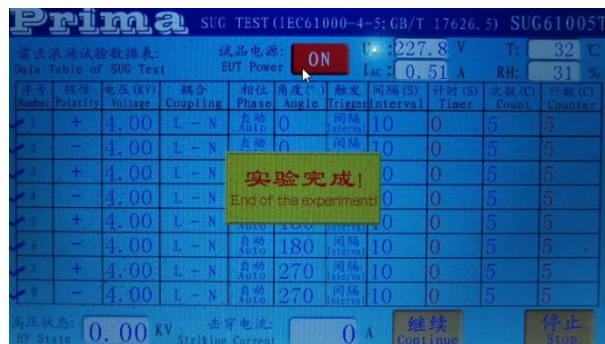 Prima SUG TEST(IEC61000-4-5;GB/T 17626.5) SUG61005T
雷击浪涌试验数据表: 试品电源: ON U :227.8 V T: 32 ℃
Data Table of SUG Test EUT Power IAC: 0.51 A RH: 31 %
序号 极性 电压(KV) 耦合 相位 角度(°) 触发 间隔(S) 计时(S) 次数(C) 计数(C)
Number Polarity Voltage Coupling Phase Angle Trigger Interval Timer Count Counter
1 + 4.00 L - N 自动 Auto 0 间隔 Interval 10 0 5 5
2 - 4.00 L - N 自动 0 间隔 10 0 5 5
3 + 4.00 L - N 0 5 5
实验完成!
4 - 4.00 L - N 0 5 5
End of the experiment!
5 + 4.00 L - N 10 0 5 5
6 - 4.00 L - N 自动 Auto 180 间隔 Interval 10 0 5 5
7 + 4.00 L - N 自动 Auto 270 间隔 Interval 10 0 5 5
8 - 4.00 L - N 自动 Auto 270 间隔 Interval 10 0 5 5
高压状态: 0.00 KV 击穿电流: 0 A 继续 停止
HV State Striking Current Continue Stop